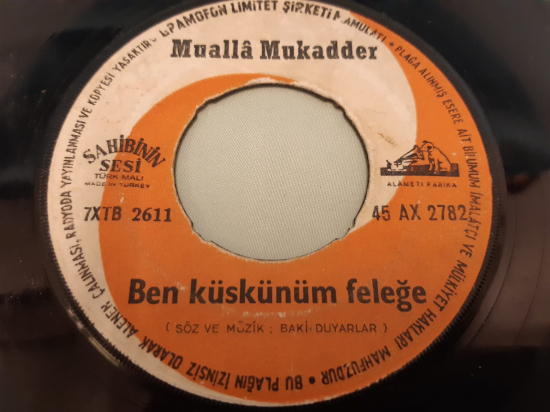 GRAMOFON LİMİTET ŞİRKETİ MAMULATI • PLAĞA ALINMIŞ ESERE AİT BİLUMUM İMALATÇI VE MÜLKİYET HAKLARI MAHFUZDUR • BU PLAĞIN İZİNSİZ OLARAK ALENEN ÇALINMASI, RADYODA YAYINLANMASI VE KOPYESİ YASAKTIR
Muallâ Mukadder
SAHİBİNİN
SESİ
TÜRK MALI
MADE IN TURKEY
ALAMETİ FARİKA
7XTB 2611
45 AX 2782
Ben küskünüm feleğe
( SÖZ VE MÜZİK ; BAKİ DUYARLAR )